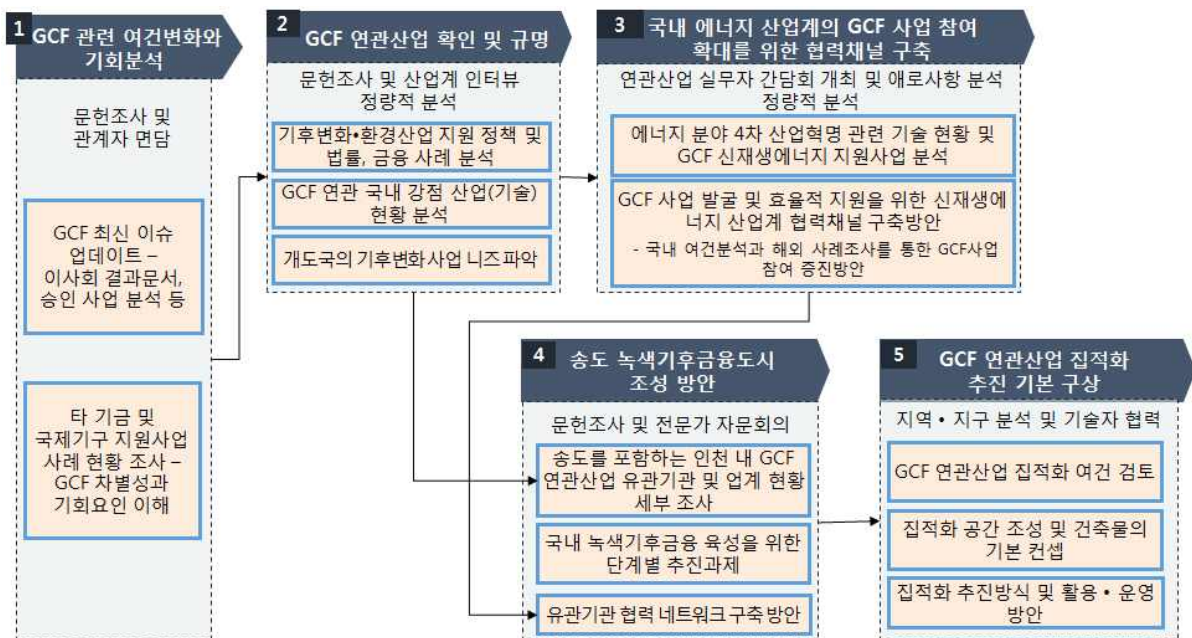 1
GCF 관련 여건변화와
기회분석
문헌조사 및
관계자 면담
GCF 최신 이슈
업데이트 –
이사회 결과문서,
승인 사업 분석 등
타 기금 및
국제기구 지원사업
사례 현황 조사 –
GCF 차별성과
기회요인 이해
2
GCF 연관산업 확인 및 규명
문헌조사 및 산업계 인터뷰
정량적 분석
기후변화•환경산업 지원 정책 및
법률, 금융 사례 분석
GCF 연관 국내 강점 산업(기술)
현황 분석
개도국의 기후변화 사업 니즈 파악
3
국내 에너지 산업계의 GCF 사업 참여
확대를 위한 협력채널 구축
연관산업 실무자 간담회 개최 및 애로사항 분석
정량적 분석
에너지 분야 4차 산업혁명 관련 기술 현황 및
GCF 신재생에너지 지원사업 분석
GCF 사업 발굴 및 효율적 지원을 위한 신재생에
너지 산업계 협력채널 구축방안
- 국내 여건분석과 해외 사례조사를 통한 GCF사업
참여 증진방안
4
송도 녹색기후금융도시
조성 방안
문헌조사 및 전문가 자문회의
송도를 포함하는 인천 내 GCF
연관산업 유관기관 및 업계 현황
세부 조사
국내 녹색기후금융 육성을 위한
단계별 추진과제
유관기관 협력 네트워크 구축 방안
5
GCF 연관산업 집적화
추진 기본 구상
지역 • 지구 분석 및 기술자 협력
GCF 연관산업 집적화 여건 검토
집적화 공간 조성 및 건축물의
기본 컨셉
집적화 추진방식 및 활용 • 운영
방안